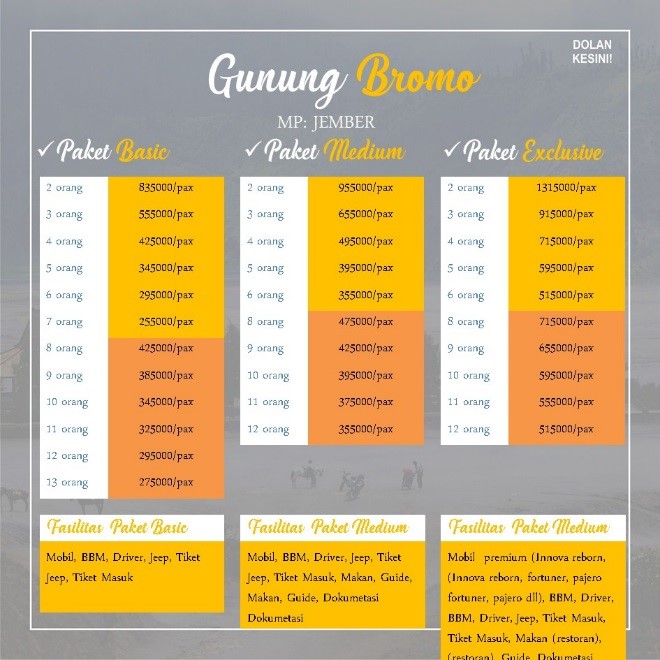 DOLAN
KESINI!
Gunung Bromo
MP: JEMBER
✓ Paket Basic
2 orang 835000/pax
3 orang 555000/pax
4 orang 425000/pax
5 orang 345000/pax
6 orang 295000/pax
7 orang 255000/pax
8 orang 425000/pax
9 orang 385000/pax
10 orang 345000/pax
11 orang 325000/pax
12 orang 295000/pax
13 orang 275000/pax
✓ Paket Medium
2 orang 955000/pax
3 orang 655000/pax
4 orang 495000/pax
5 orang 395000/pax
6 orang 355000/pax
8 orang 475000/pax
9 orang 425000/pax
10 orang 395000/pax
11 orang 375000/pax
12 orang 355000/pax
✓ Paket Exclusive
2 orang 1315000/pax
3 orang 915000/pax
4 orang 715000/pax
5 orang 595000/pax
6 orang 515000/pax
8 orang 715000/pax
9 orang 655000/pax
10 orang 595000/pax
11 orang 555000/pax
12 orang 515000/pax
Fasilitas Paket Basic
Mobil, BBM, Driver, Jeep, Tiket
Jeep, Tiket Masuk
Fasilitas Paket Medium
Mobil, BBM, Driver, Jeep, Tiket
Jeep, Tiket Masuk, Makan, Guide,
Makan, Guide, Dokumetasi
Dokumetasi
Fasilitas Paket Medium
Mobil premium (Innova reborn,
(Innova reborn, fortuner, pajero
fortuner, pajero dll), BBM, Driver,
BBM, Driver, Jeep, Tiket Masuk,
Tiket Masuk, Makan (restoran),
(restoran), Guide, Dokumetasi